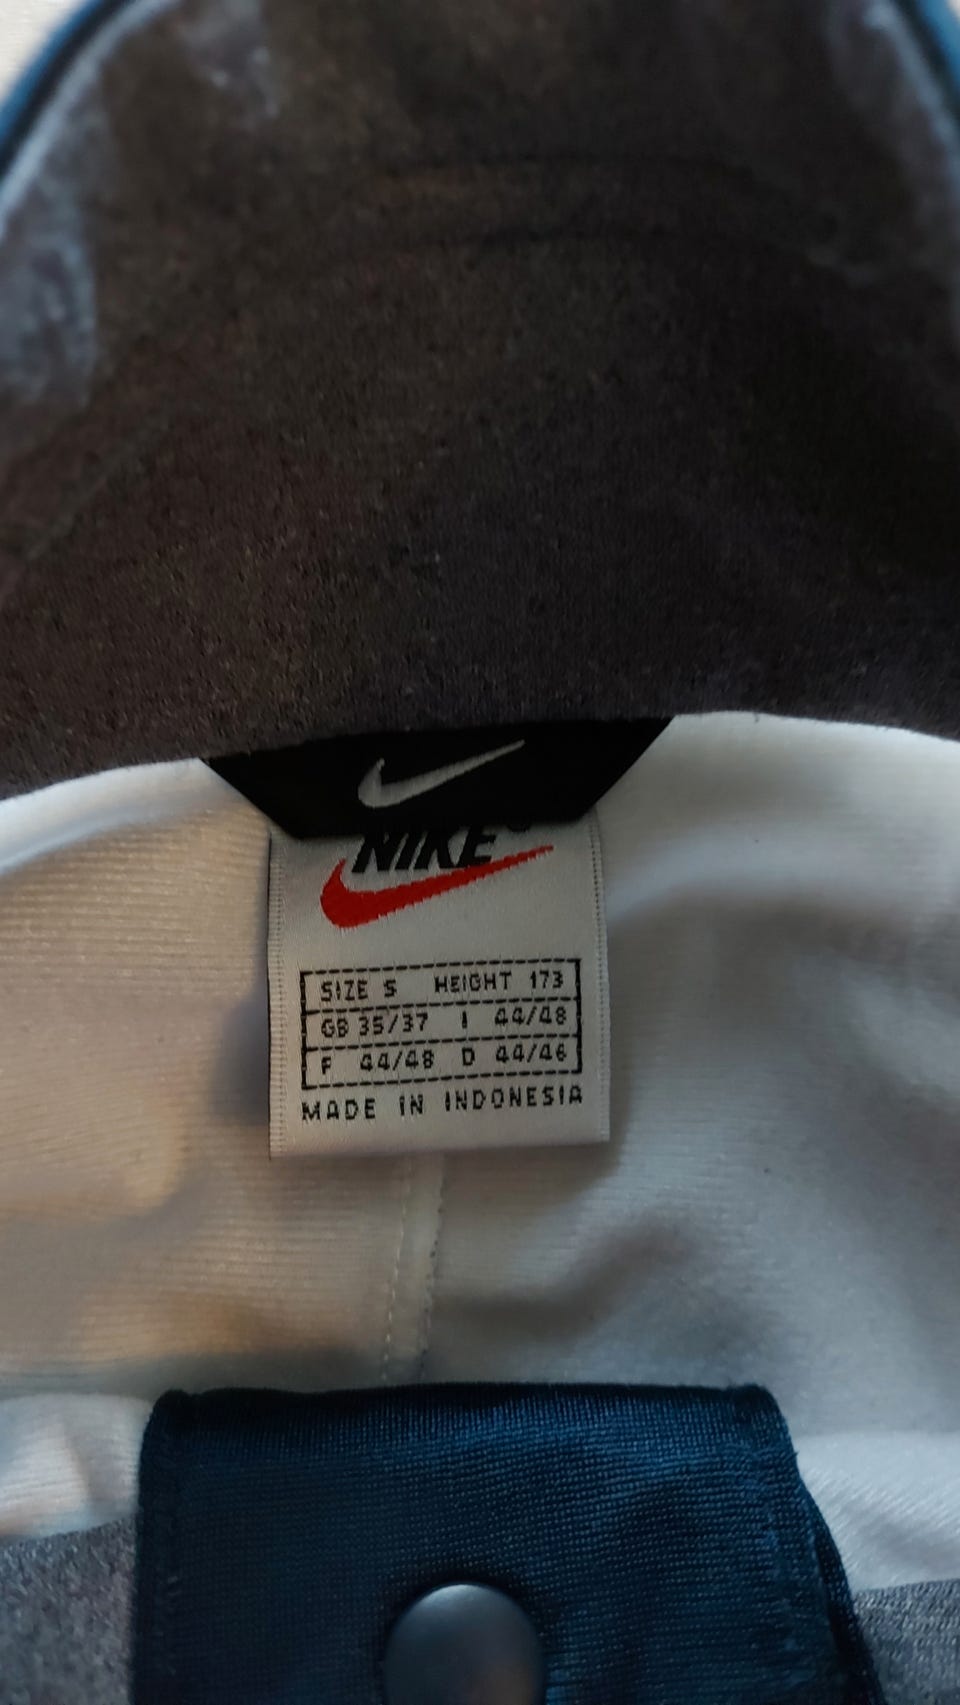 NIKE
SIZE S HEIGHT 173
GB 35/37 I 44/48
F 44/48 D 44/46
MADE IN INDONESIA